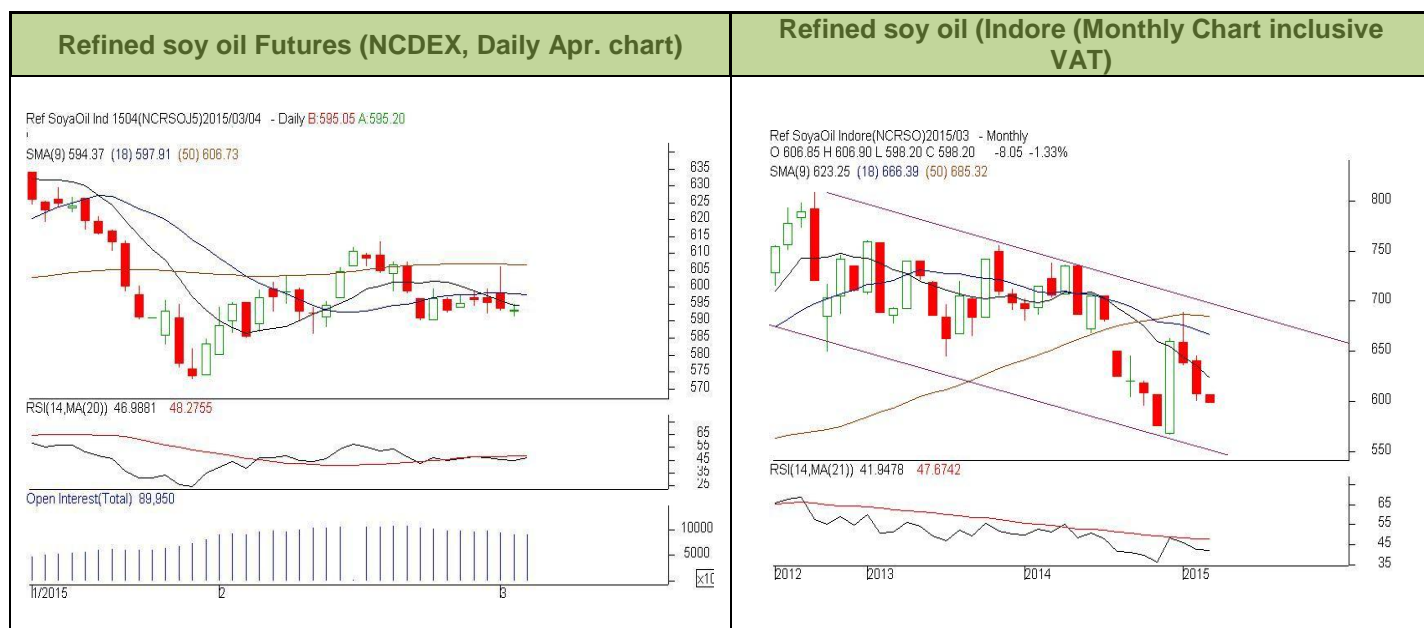 Refined soy oil Futures (NCDEX, Daily Apr. chart)
Ref SoyaOil Ind 1504(NCRSOJ5)2015/03/04 - Daily B:595.05 A:595.20
SMA(9) 594.37 (18) 597.91 (50) 606.73
635
630
625
620
615
610
605
600
595
590
585
580
575
570
RSI(14,MA(20)) 46.9881 48.2755
65
55
45
35
25
Open Interest(Total) 89,950
10000
5000
x10
1/2015 2 3
Refined soy oil (Indore (Monthly Chart inclusive
VAT)
Ref SoyaOil Indore(NCRSO)2015/03 - Monthly
O 606.85 H 606.90 L 598.20 C 598.20 -8.05 -1.33%
SMA(9) 623.25 (18) 666.39 (50) 685.32
800
750
700
650
600
550
RSI(14,MA(21)) 41.9478 47.6742
65
55
45
35
2012 2013 2014 2015